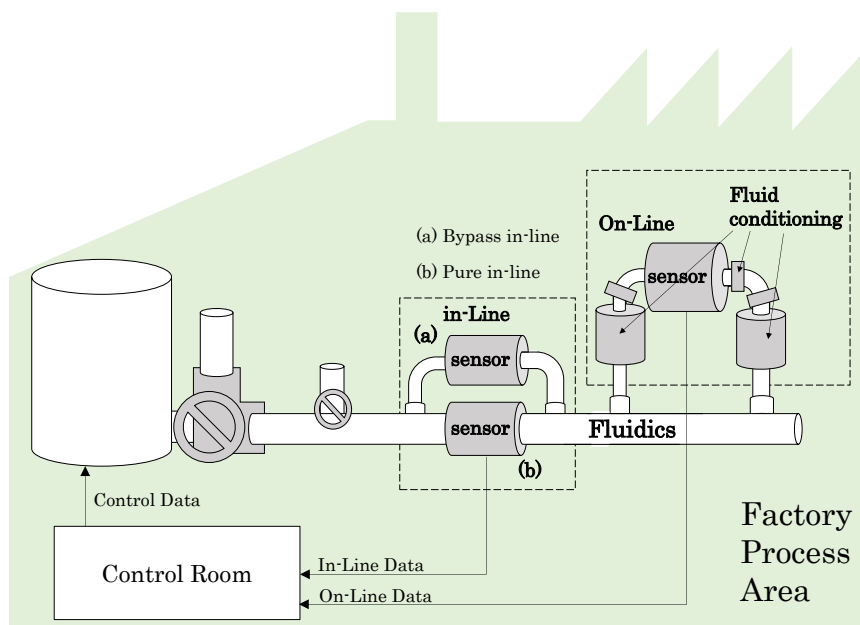 Fluid
conditioning
On-Line
sensor
(a) Bypass in-line
(b) Pure in-line
in-Line
(a)
sensor
sensor
(b)
Fluidics
Control Data
Control Room
In-Line Data
On-Line Data
Factory
Process
Area